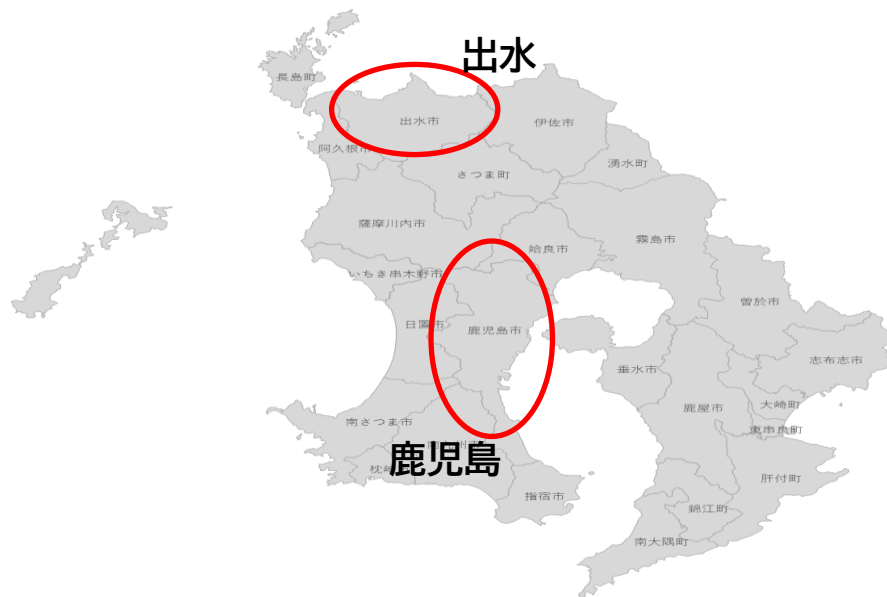 出水
長島町
出水市
伊佐市
阿久根市
湧水町
さつま町
薩摩川内市
姶良市
霧島市
いちき串木野市
曽於市
日置市
鹿児島市
垂水市
志布志市
大崎町
鹿屋市
南さつま市
東串良町
鹿児島
肝付町
指宿市
錦江町
南大隅町